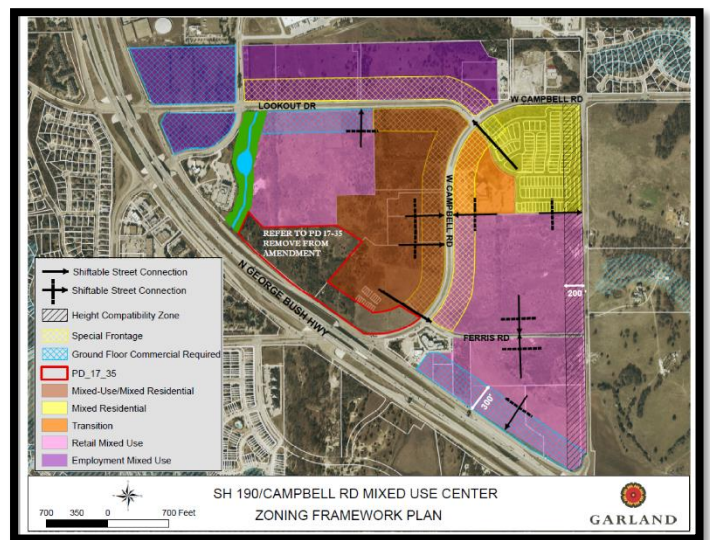 LOOKOUT DR
W CAMPBELL RD
W CAMPBELL RD
REFER TO PD 17-35
REMOVE FROM
AMENDMENT
N GEORGE BUSH HWY
FERRIS RD
200'
300'
Shiftable Street Connection
Shiftable Street Connection
Height Compatibility Zone
Special Frontage
Ground Floor Commercial Required
PD_17_35
Mixed-Use/Mixed Residential
Mixed Residential
Transition
Retail Mixed Use
Employment Mixed Use
700 350 0 700 Feet
SH 190/CAMPBELL RD MIXED USE CENTER
ZONING FRAMEWORK PLAN
GARLAND